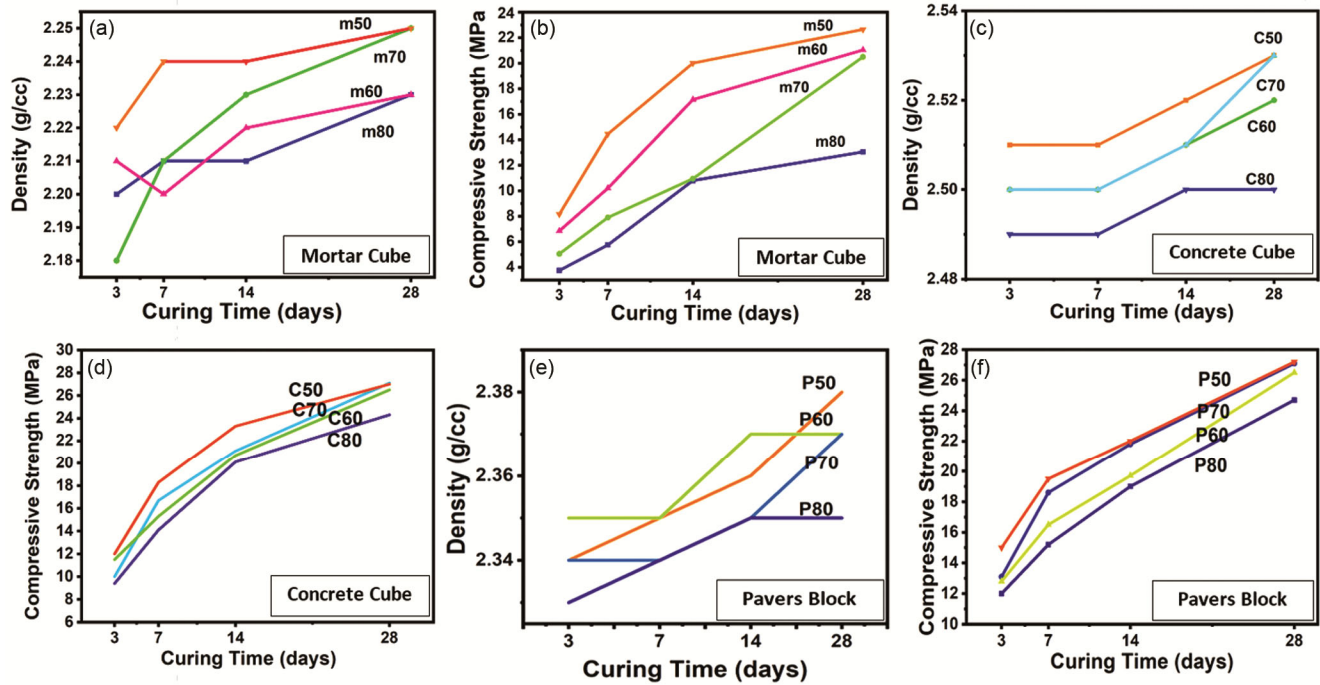 (a)
2.25
2.24
2.23
2.22
2.21
2.20
2.19
2.18
Density (g/cc)
m50
m70
m60
m80
Mortar Cube
3 7 14 28
Curing Time (days)
(b)
24
22
20
18
16
14
12
10
8
6
4
Compressive Strength (MPa)
m50
m60
m70
m80
Mortar Cube
3 7 14 28
Curing Time (days)
(c)
2.54
2.52
2.50
2.48
Density (g/cc)
C50
C70
C60
C80
Concrete Cube
3 7 14 28
Curing Time (days)
(d)
30
28
26
24
22
20
18
16
14
12
10
8
6
Compressive Strength (MPa)
C50
C70
C60
C80
Concrete Cube
3 7 14 28
Curing Time (days)
(e)
2.38
2.36
2.34
Density (g/cc)
P50
P60
P70
P80
Pavers Block
3 7 14 28
Curing Time (days)
(f)
28
26
24
22
20
18
16
14
12
10
Compressive Strength (MPa)
P50
P70
P60
P80
Pavers Block
3 7 14 28
Curing Time (days)